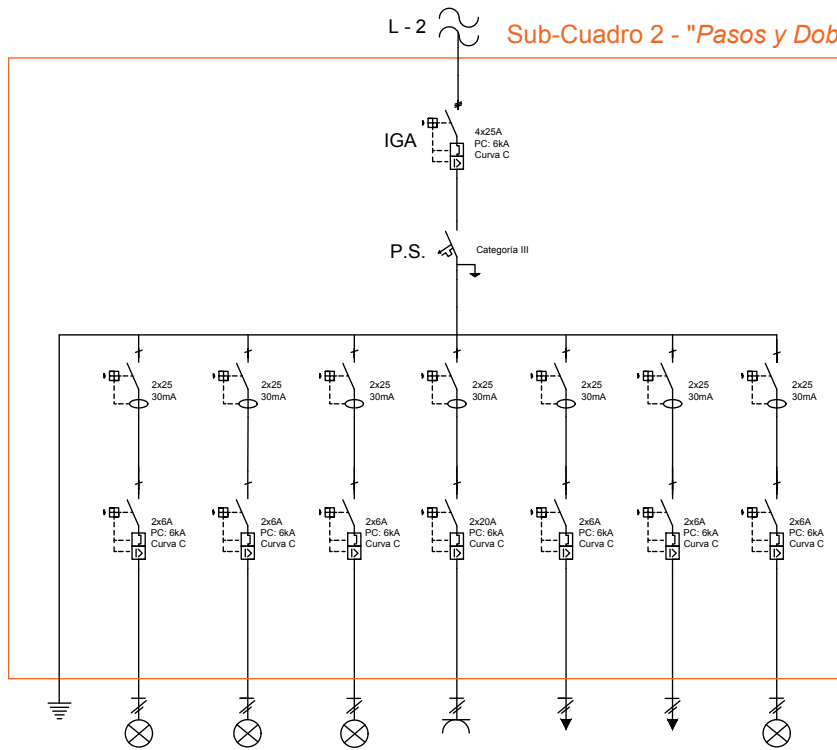 L - 2
Sub-Cuadro 2 - "Pasos y Dob
IGA
4x25A
PC: 6kA
Curva C
P.S.
Categoría III
2x25
30mA
2x25
30mA
2x25
30mA
2x25
30mA
2x25
30mA
2x25
30mA
2x25
30mA
2x6A
PC: 6kA
Curva C
2x6A
PC: 6kA
Curva C
2x6A
PC: 6kA
Curva C
2x20A
PC: 6kA
Curva C
2x6A
PC: 6kA
Curva C
2x6A
PC: 6kA
Curva C
2x6A
PC: 6kA
Curva C